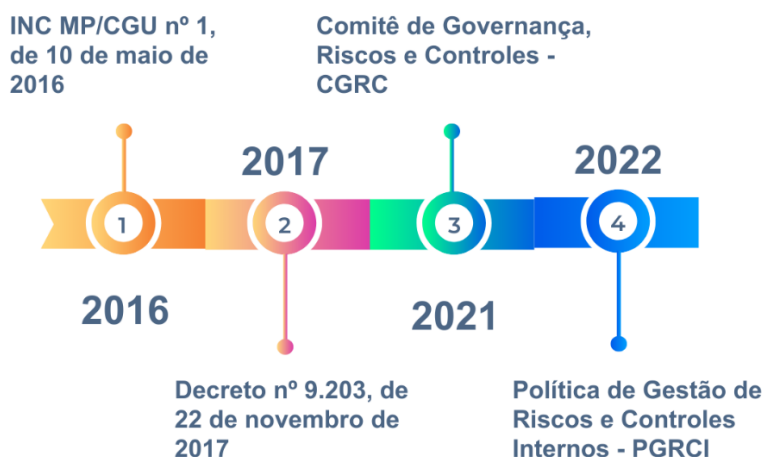 INC MP/CGU nº 1,
de 10 de maio de
2016
Comitê de Governança,
Riscos e Controles -
CGRC
2017
2022
1
2
3
4
2016
2021
Decreto nº 9.203, de
22 de novembro de
2017
Política de Gestão de
Riscos e Controles
Internos - PGRCI